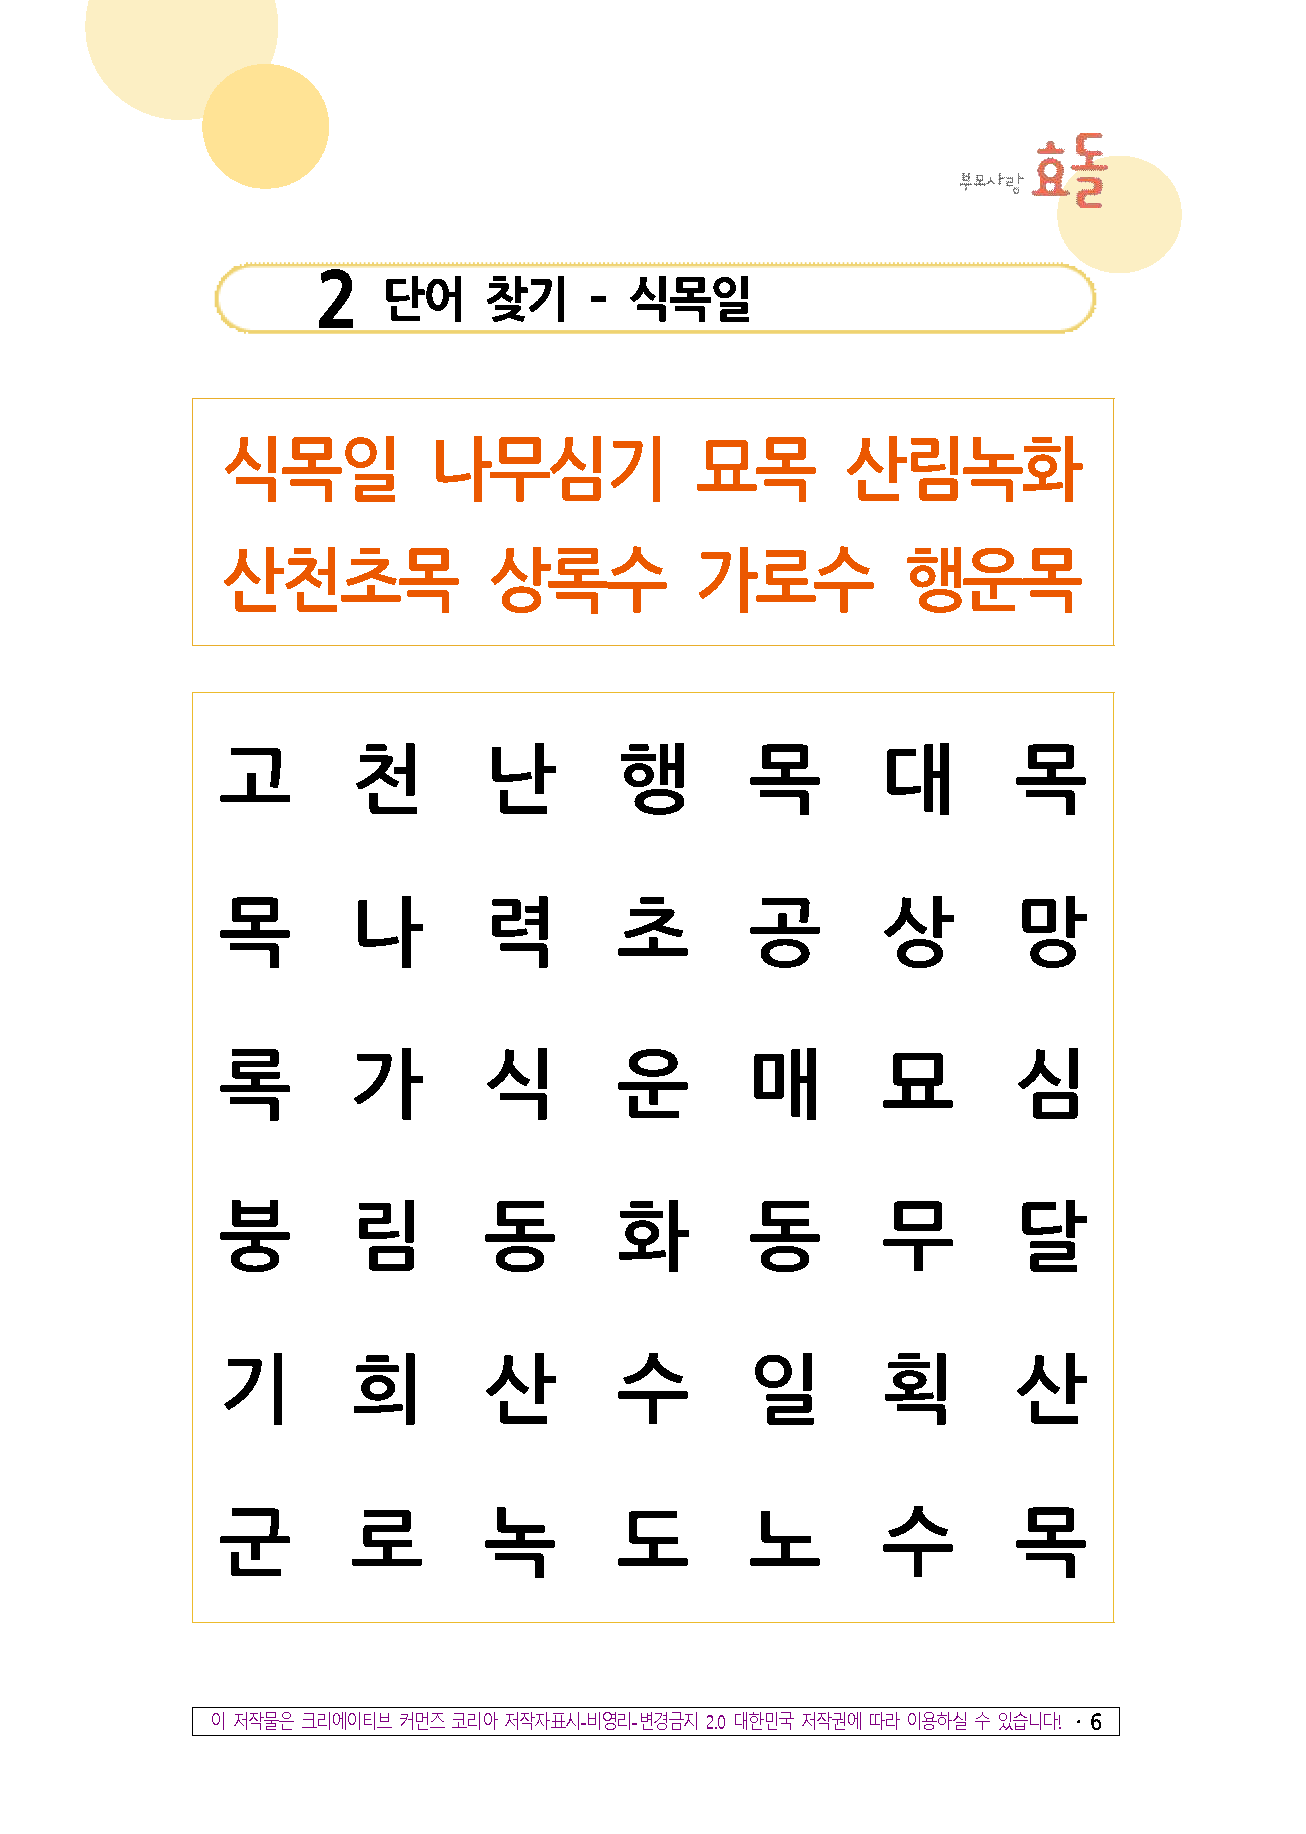 부모사랑 효돌
2 단어 찾기 - 식목일
식목일 나무심기 묘목 산림녹화
산천초목 상록수 가로수 행운목
고 천 난 행 목 대 목
목 나 력 초 공 상 망
록 가 식 운 매 묘 심
붕 림 동 화 동 무 달
기 희 산 수 일 획 산
군 로 녹 도 노 수 목
이 저작물은 크리에이티브 커먼즈 코리아 저작자표시-비영리-변경금지 2.0 대한민국 저작권에 따라 이용하실 수 있습니다! · 6